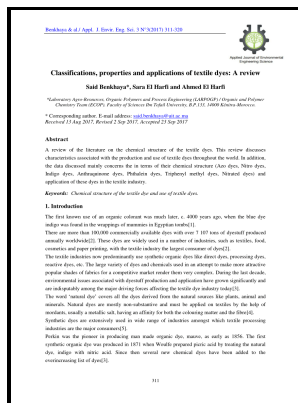 Benkhaya & al./ Appl. J. Envir. Eng. Sci. 3 N°3(2017) 311-320
Applied Journal of Environmental
Engineering Science
Classifications, properties and applications of textile dyes: A review
Said Benkhaya*, Sara El Harfi and Ahmed El Harfi
*Laboratory Agro-Resources, Organic Polymers and Process Engineering (LARPOGP) / Organic and Polymer
Chemistry Team (ECOP), Faculty of Sciences Ibn Tofail University, B.P.133, 14000 Kénitra-Morocco.
* Corresponding author. E-mail address: said.benkhaya@uit.ac.ma
Received 13 Aug 2017, Revised 2 Sep 2017, Accepted 23 Sep 2017
Abstract
A review of the literature on the chemical structure of the textile dyes. This review discusses
characteristics associated with the production and use of textile dyes throughout the world. In addition,
the data discussed mainly concerns the in terms of their chemical structure (Azo dyes, Nitro dyes,
Indigo dyes, Anthraquinone dyes, Phthalein dyes, Triphenyl methyl dyes, Nitrated dyes) and
application of these dyes in the textile industry.
Keywords: Chemical structure of the textile dye and use of textile dyes.
1. Introduction
The first known use of an organic colorant was much later, c. 4000 years ago, when the blue dye
indigo was found in the wrappings of mummies in Egyptian tombs[1].
There are more than 100,000 commercially available dyes with over 7 107 tons of dyestuff produced
annually worldwide[2]. These dyes are widely used in a number of industries, such as textiles, food,
cosmetics and paper printing, with the textile industry the largest consumer of dyes[2].
The textile industries now predominantly use synthetic organic dyes like direct dyes, processing dyes,
reactive dyes, etc. The large variety of dyes and chemicals used in an attempt to make more attractive
popular shades of fabrics for a competitive market render them very complex. During the last decade,
environmental issues associated with dyestuff production and application have grown significantly and
are indisputably among the major driving forces affecting the textile dye industry today[3].
The word 'natural dye' covers all the dyes derived from the natural sources like plants, animal and
minerals. Natural dyes are mostly non-substantive and must be applied on textiles by the help of
mordants, usually a metallic salt, having an affinity for both the colouring matter and the fibre[4].
Synthetic dyes are extensively used in wide range of industries amongst which textile processing
industries are the major consumers[5].
Perkin was the pioneer in producing man made organic dye, mauve, as early as 1856. The first
synthetic organic dye was produced in 1871 when Woulfe prepared picric acid by treating the natural
dye, indigo with nitric acid. Since then several new chemical dyes have been added to the
overincreasing list of dyes[3].
311